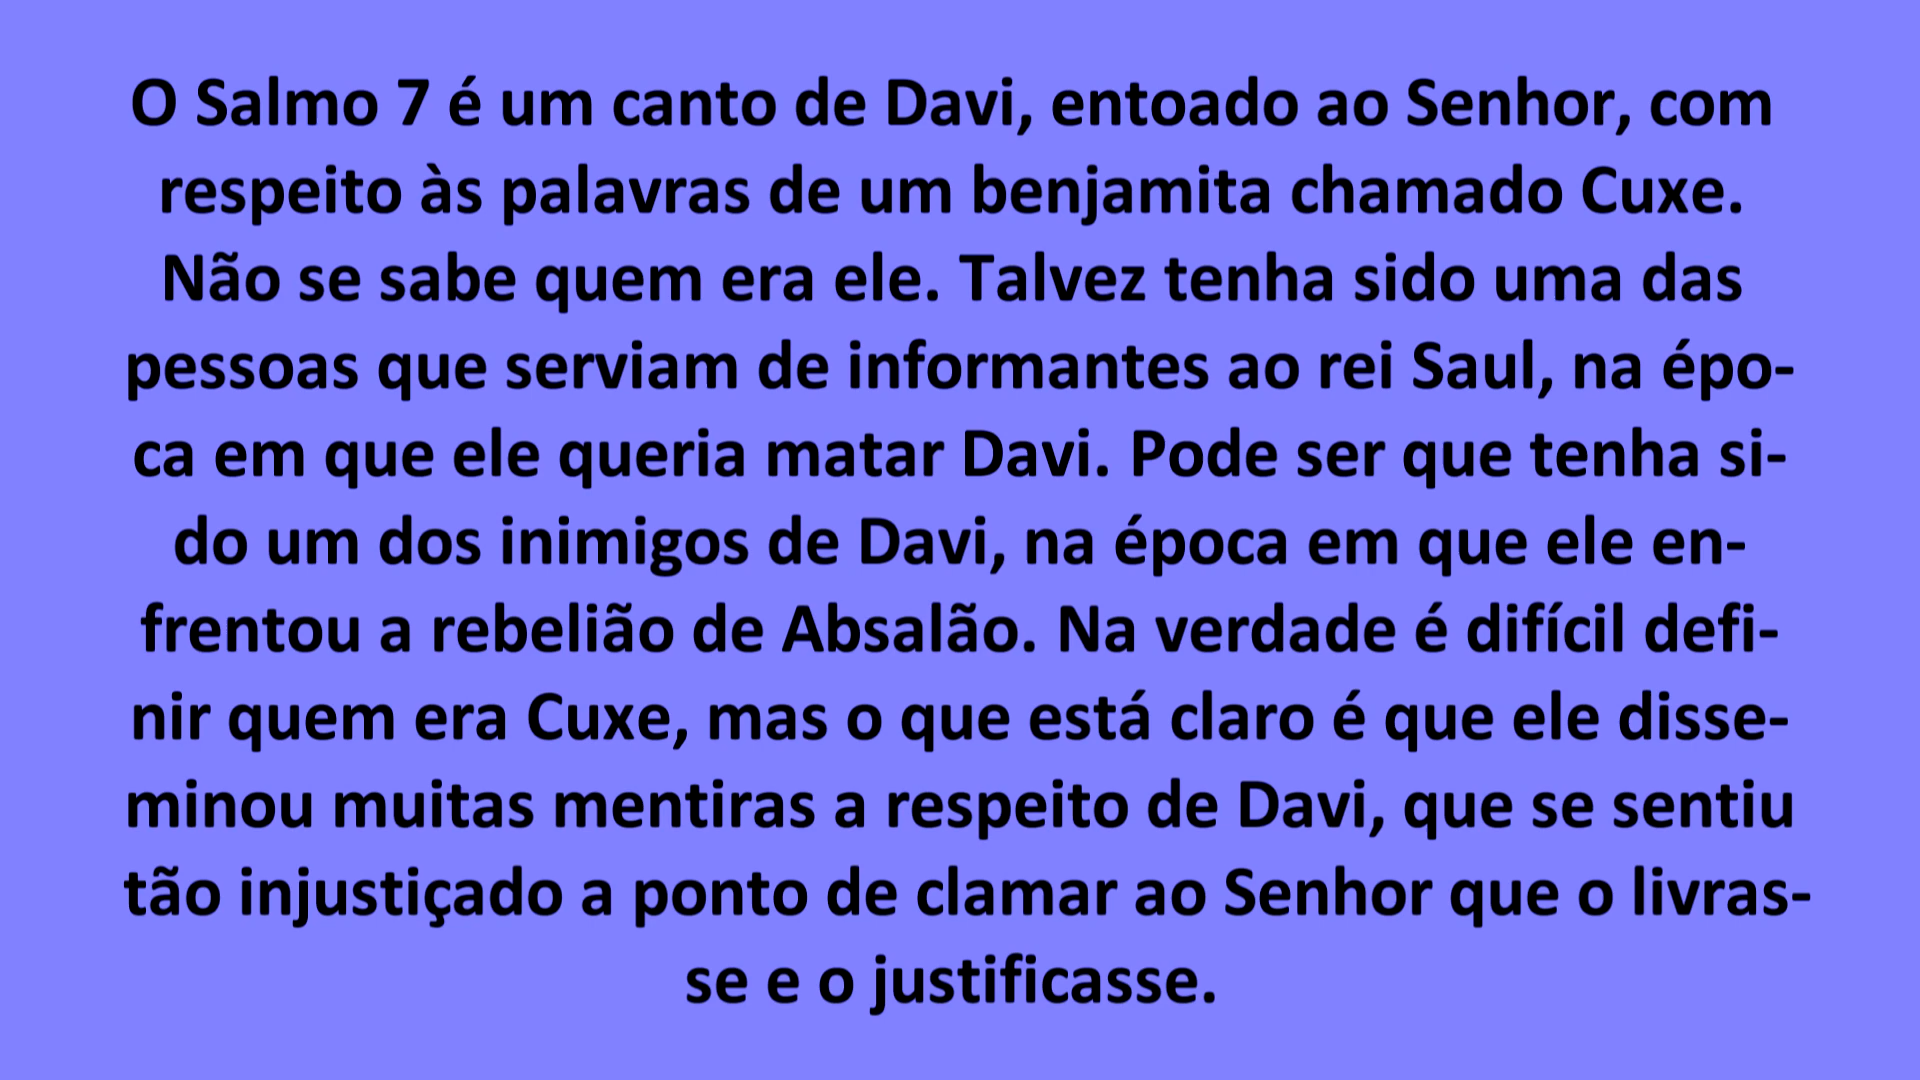 O Salmo 7 é um canto de Davi, entoado ao Senhor, com
respeito às palavras de um benjamita chamado Cuxe.
Não se sabe quem era ele. Talvez tenha sido uma das
pessoas que serviam de informantes ao rei Saul, na épo-
ca em que ele queria matar Davi. Pode ser que tenha si-
do um dos inimigos de Davi, na época em que ele en-
frentou a rebelião de Absalão. Na verdade é difícil defi-
nir quem era Cuxe, mas o que está claro é que ele disse-
minou muitas mentiras a respeito de Davi, que se sentiu
tão injustiçado a ponto de clamar ao Senhor que o livras-
se e o justificasse.